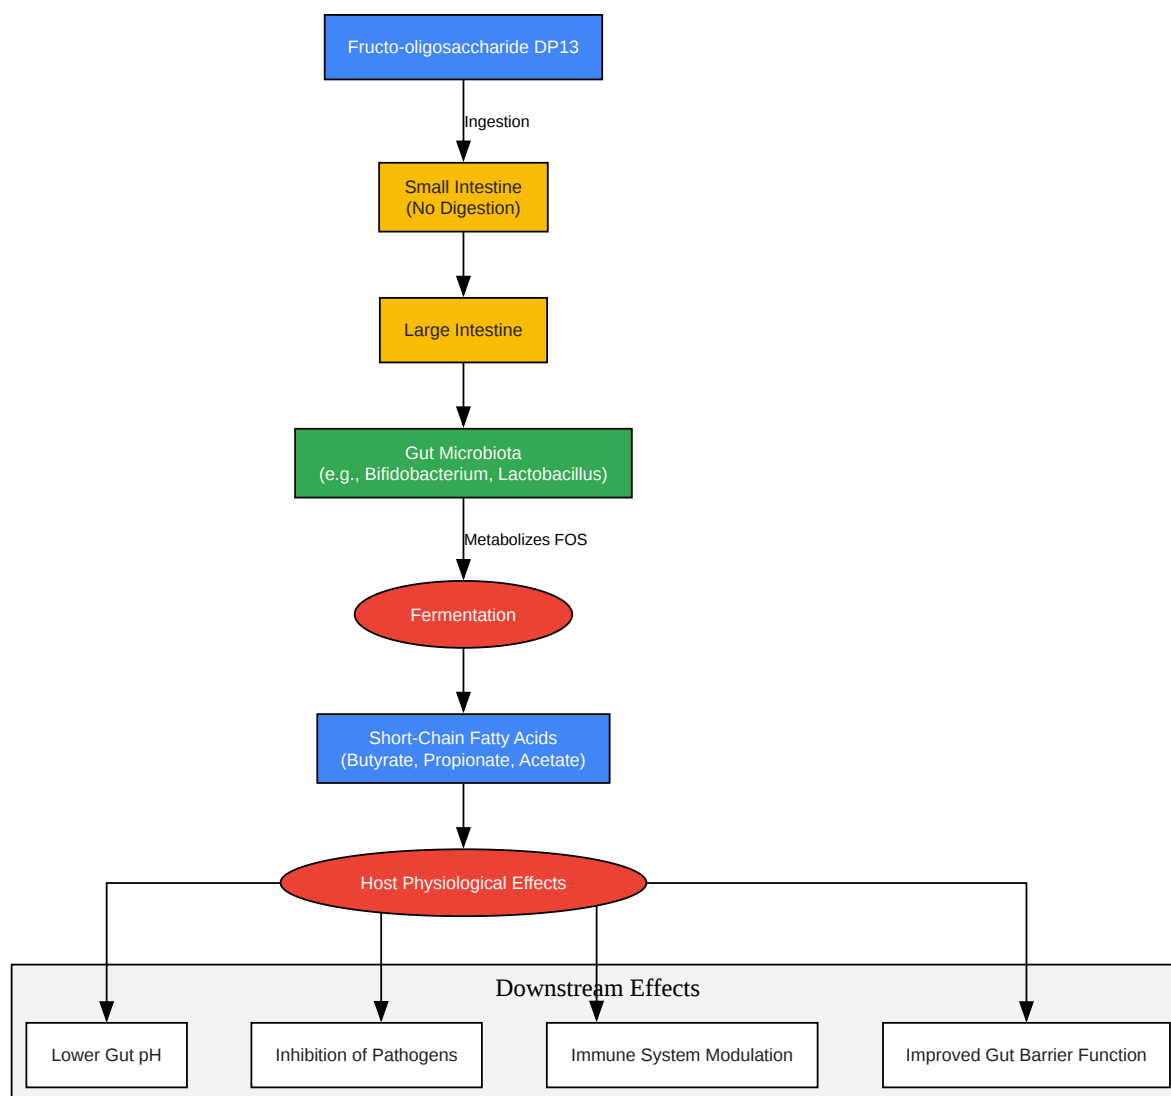 Fructo-oligosaccharide DP13
Ingestion
Small Intestine
(No Digestion)
Large Intestine
Gut Microbiota
(e.g., Bifidobacterium, Lactobacillus)
Metabolizes FOS
Fermentation
Short-Chain Fatty Acids
(Butyrate, Propionate, Acetate)
Host Physiological Effects
Downstream Effects
Lower Gut pH
Inhibition of Pathogens
Immune System Modulation
Improved Gut Barrier Function